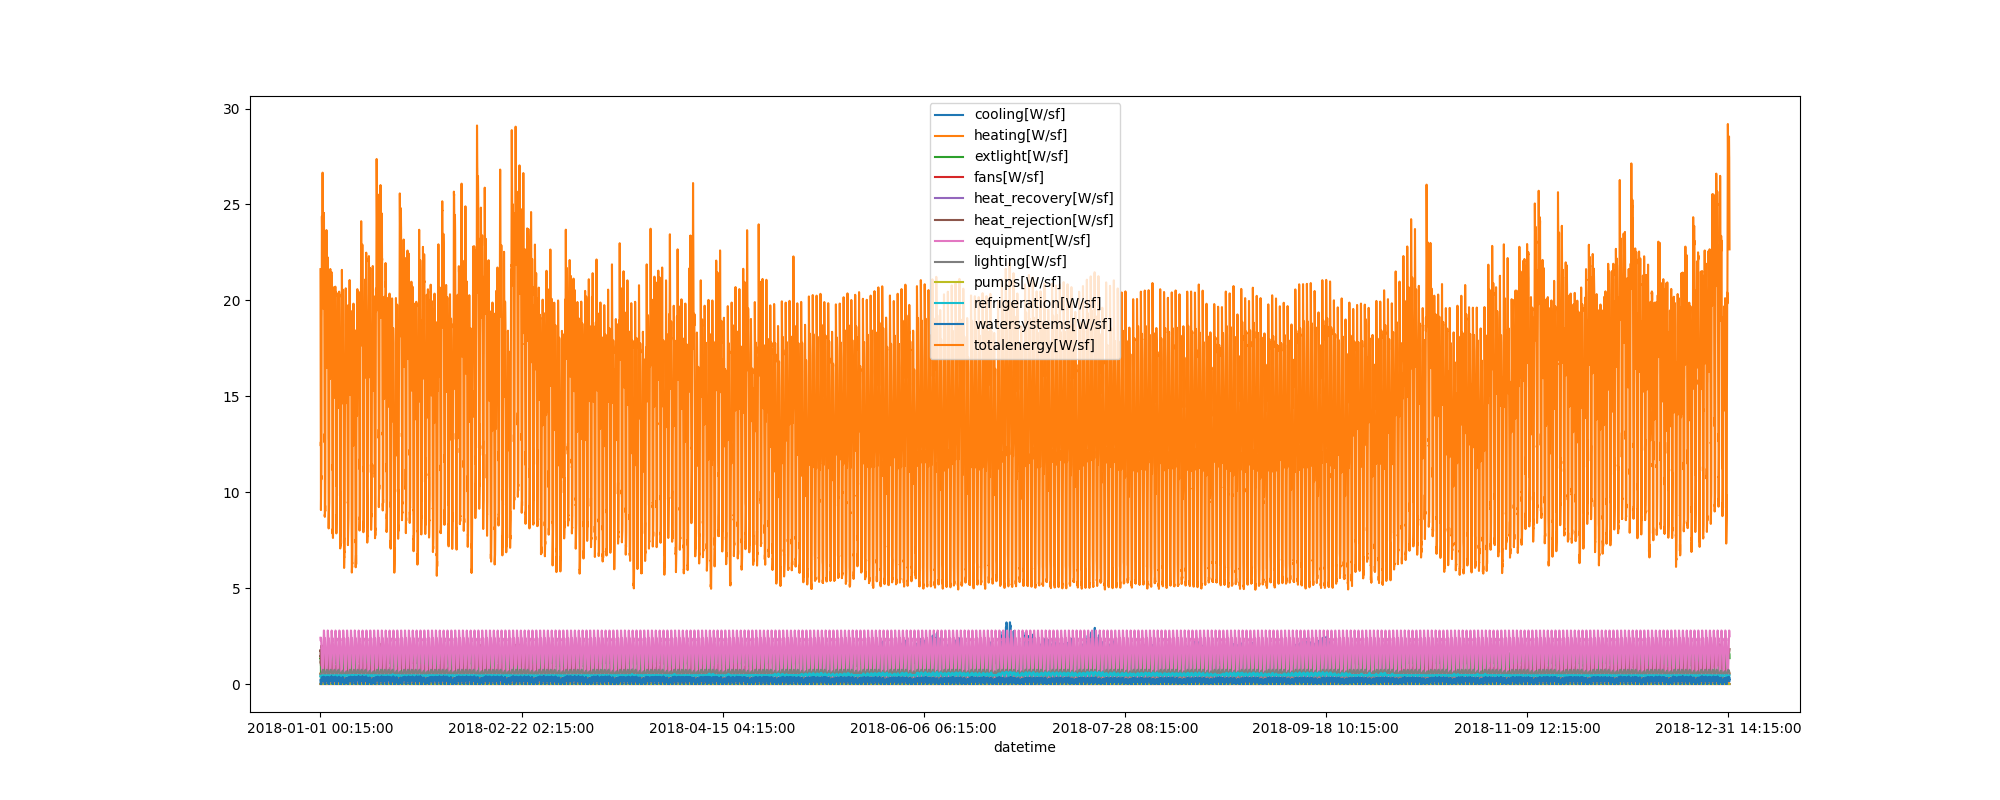 30
25
20
15
10
5
0
cooling[W/sf]
heating[W/sf]
extlight[W/sf]
fans[W/sf]
heat_recovery[W/sf]
heat_rejection[W/sf]
equipment[W/sf]
lighting[W/sf]
pumps[W/sf]
refrigeration[W/sf]
watersystems[W/sf]
totalenergy[W/sf]
2018-01-01 00:15:00 2018-02-22 02:15:00 2018-04-15 04:15:00 2018-06-06 06:15:00 2018-07-28 08:15:00 2018-09-18 10:15:00 2018-11-09 12:15:00 2018-12-31 14:15:00
datetime